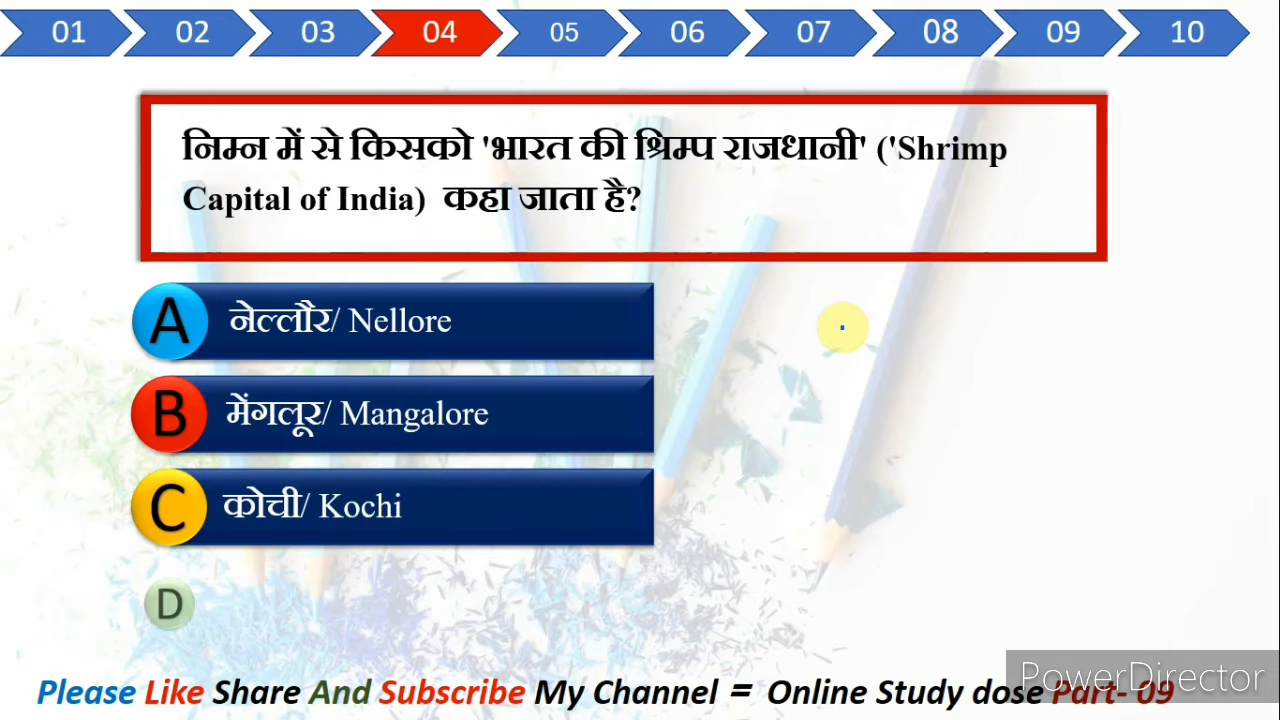 01 02 03 04 05 06 07 08 09 10
निम्न में से किसको 'भारत की श्रिम्प राजधानी' ('Shrimp
Capital of India) कहा जाता है?
A नेल्लौर/ Nellore
B मेंगलूर/ Mangalore
C कोची/ Kochi
D
Please Like Share And Subscribe My Channel = Online Study dose Part- 09
PowerDirector